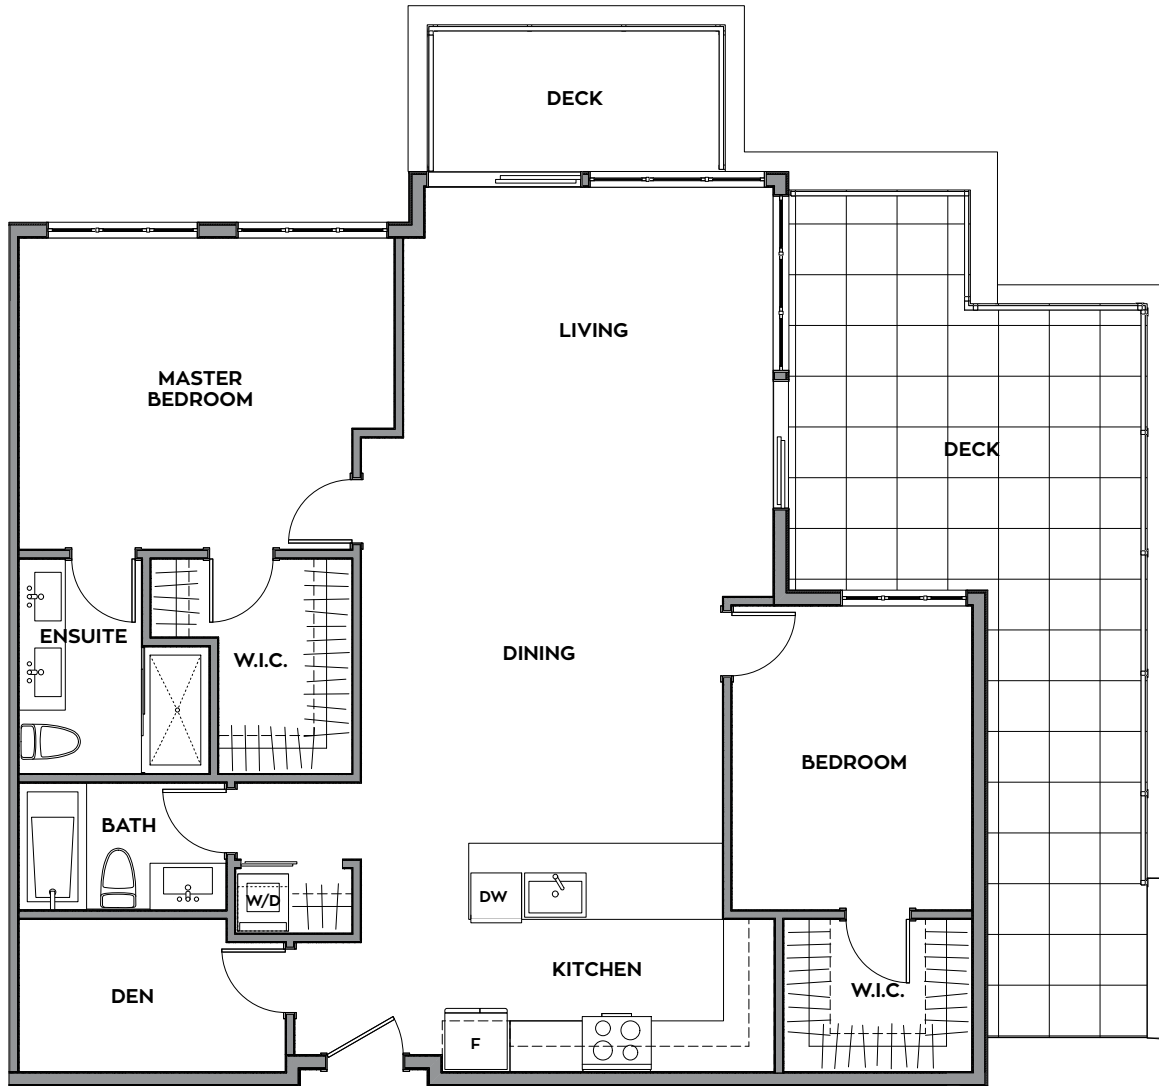 DECK
LIVING
MASTER
BEDROOM
DECK
ENSUITE
W.I.C.
DINING
BEDROOM
BATH
W/D
DW
KITCHEN
DEN
W.I.C.
F